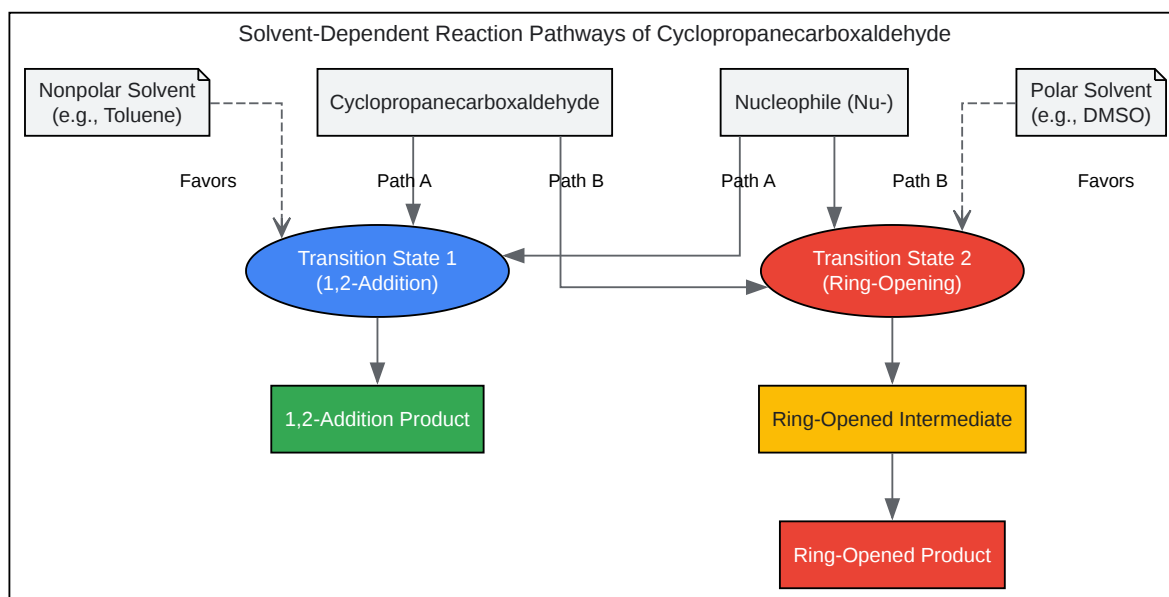 Solvent-Dependent Reaction Pathways of Cyclopropanecarboxaldehyde
Nonpolar Solvent
(e.g., Toluene)
Cyclopropanecarboxaldehyde
Nucleophile (Nu-)
Polar Solvent
(e.g., DMSO)
Favors
Path A
Path B
Path A
Path B
Favors
Transition State 1
(1,2-Addition)
Transition State 2
(Ring-Opening)
1,2-Addition Product
Ring-Opened Intermediate
Ring-Opened Product